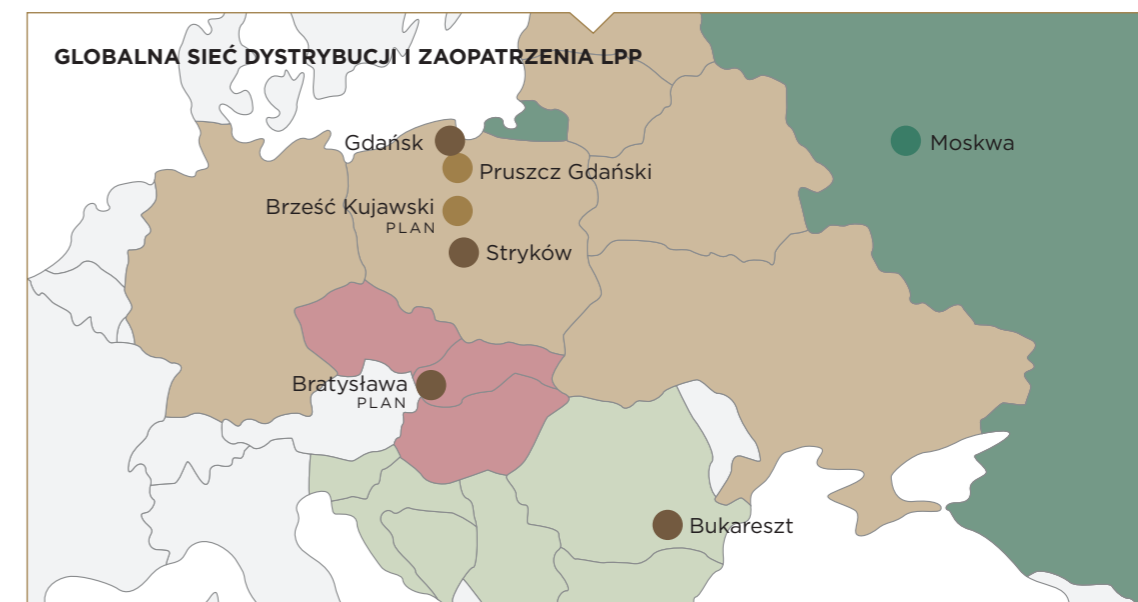 GLOBALNA SIEĆ DYSTRYBUCJI I ZAOPATRZENIA LPP
Gdańsk
Moskwa
Pruszcz Gdański
Brześć Kujawski
PLAN
Stryków
Bratysława
PLAN
Bukareszt